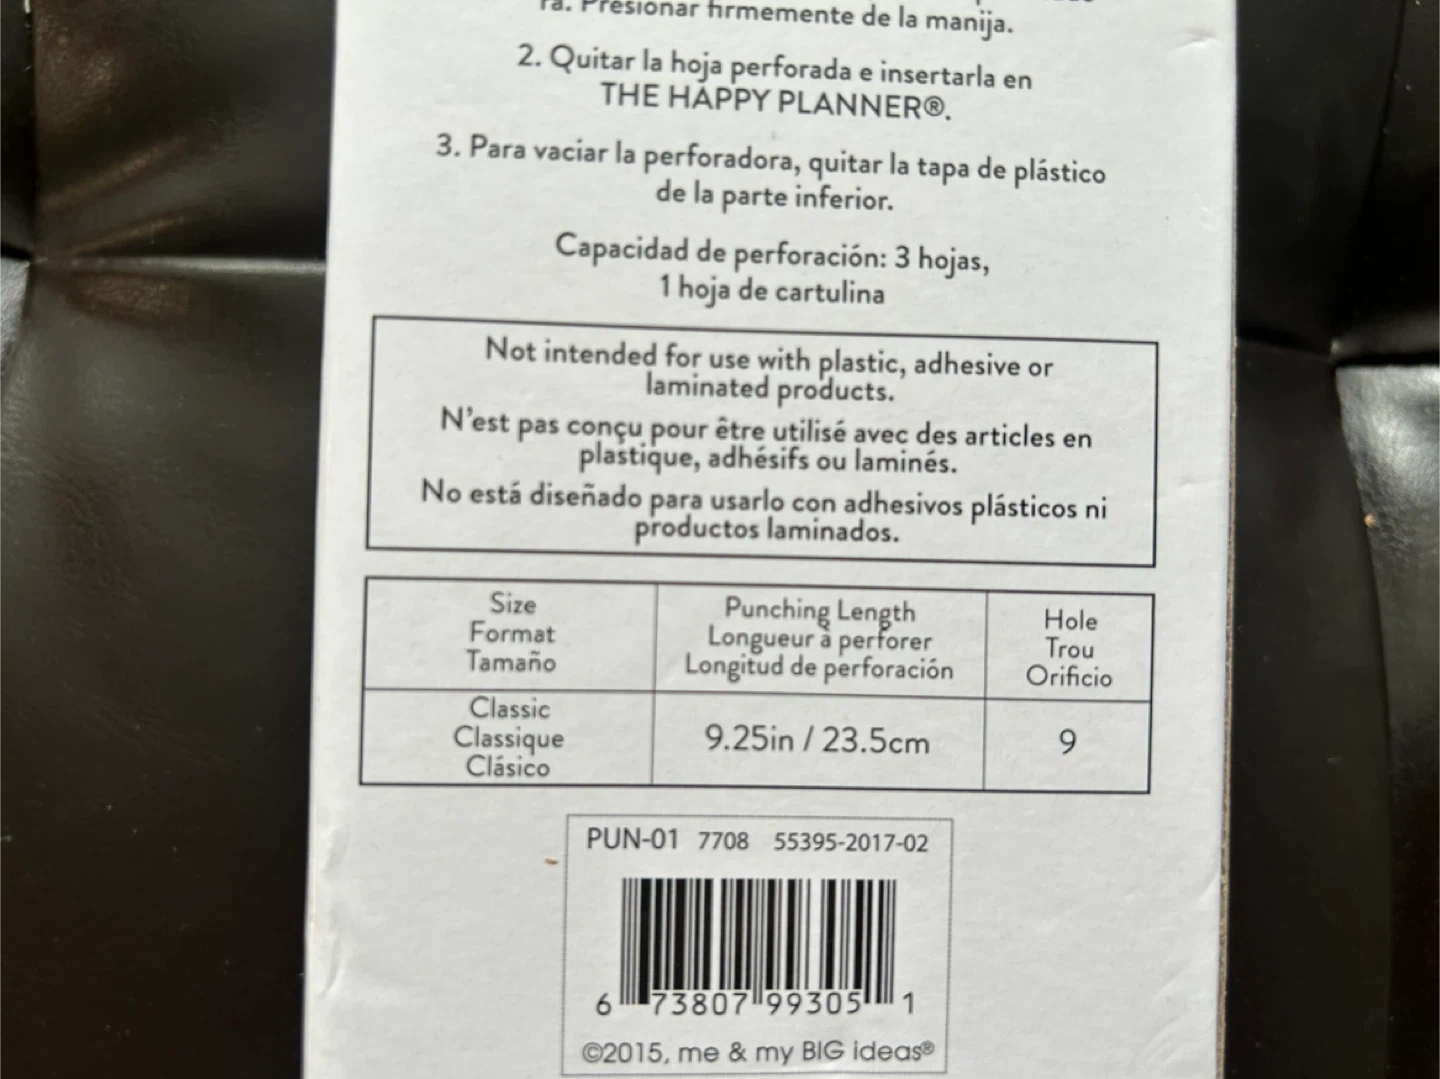 ra. Presionar firmemente de la manija.
2. Quitar la hoja perforada e insertarla en
THE HAPPY PLANNER®.
3. Para vaciar la perforadora, quitar la tapa de plástico
de la parte inferior.
Capacidad de perforación: 3 hojas,
1 hoja de cartulina
Not intended for use with plastic, adhesive or
laminated products.
N'est pas conçu pour être utilisé avec des articles en
plastique, adhésifs ou laminés.
No está diseñado para usarlo con adhesivos plásticos ni
productos laminados.
Size
Format
Tamaño
Punching Length
Longueur à perforer
Longitud de perforación
Hole
Trou
Orificio
Classic
Classique
Clásico
9.25in / 23.5cm
9
PUN-01 7708 55395-2017-02
6 73807 99305 1
©2015, me & my BIG ideas®